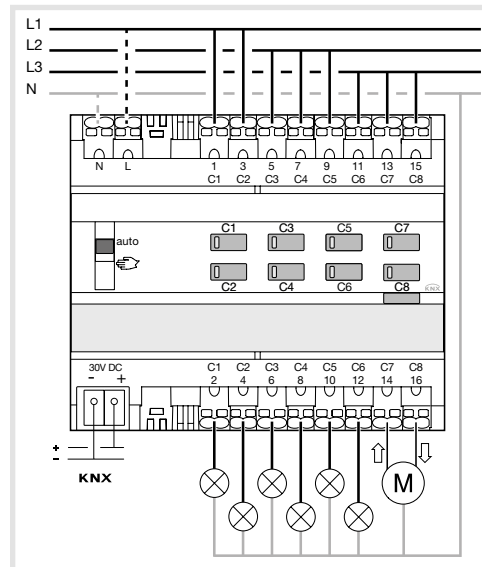 L1
L2
L3
N
N L 1 3 5 7 9 11 13 15
C1 C2 C3 C4 C5 C6 C7 C8
C1 C3 C5 C7
auto
C2 C4 C6 C8 KNX
30V DC C1 C2 C3 C4 C5 C6 C7 C8
- + 2 4 6 8 10 12 14 16
+
-
KNX
M